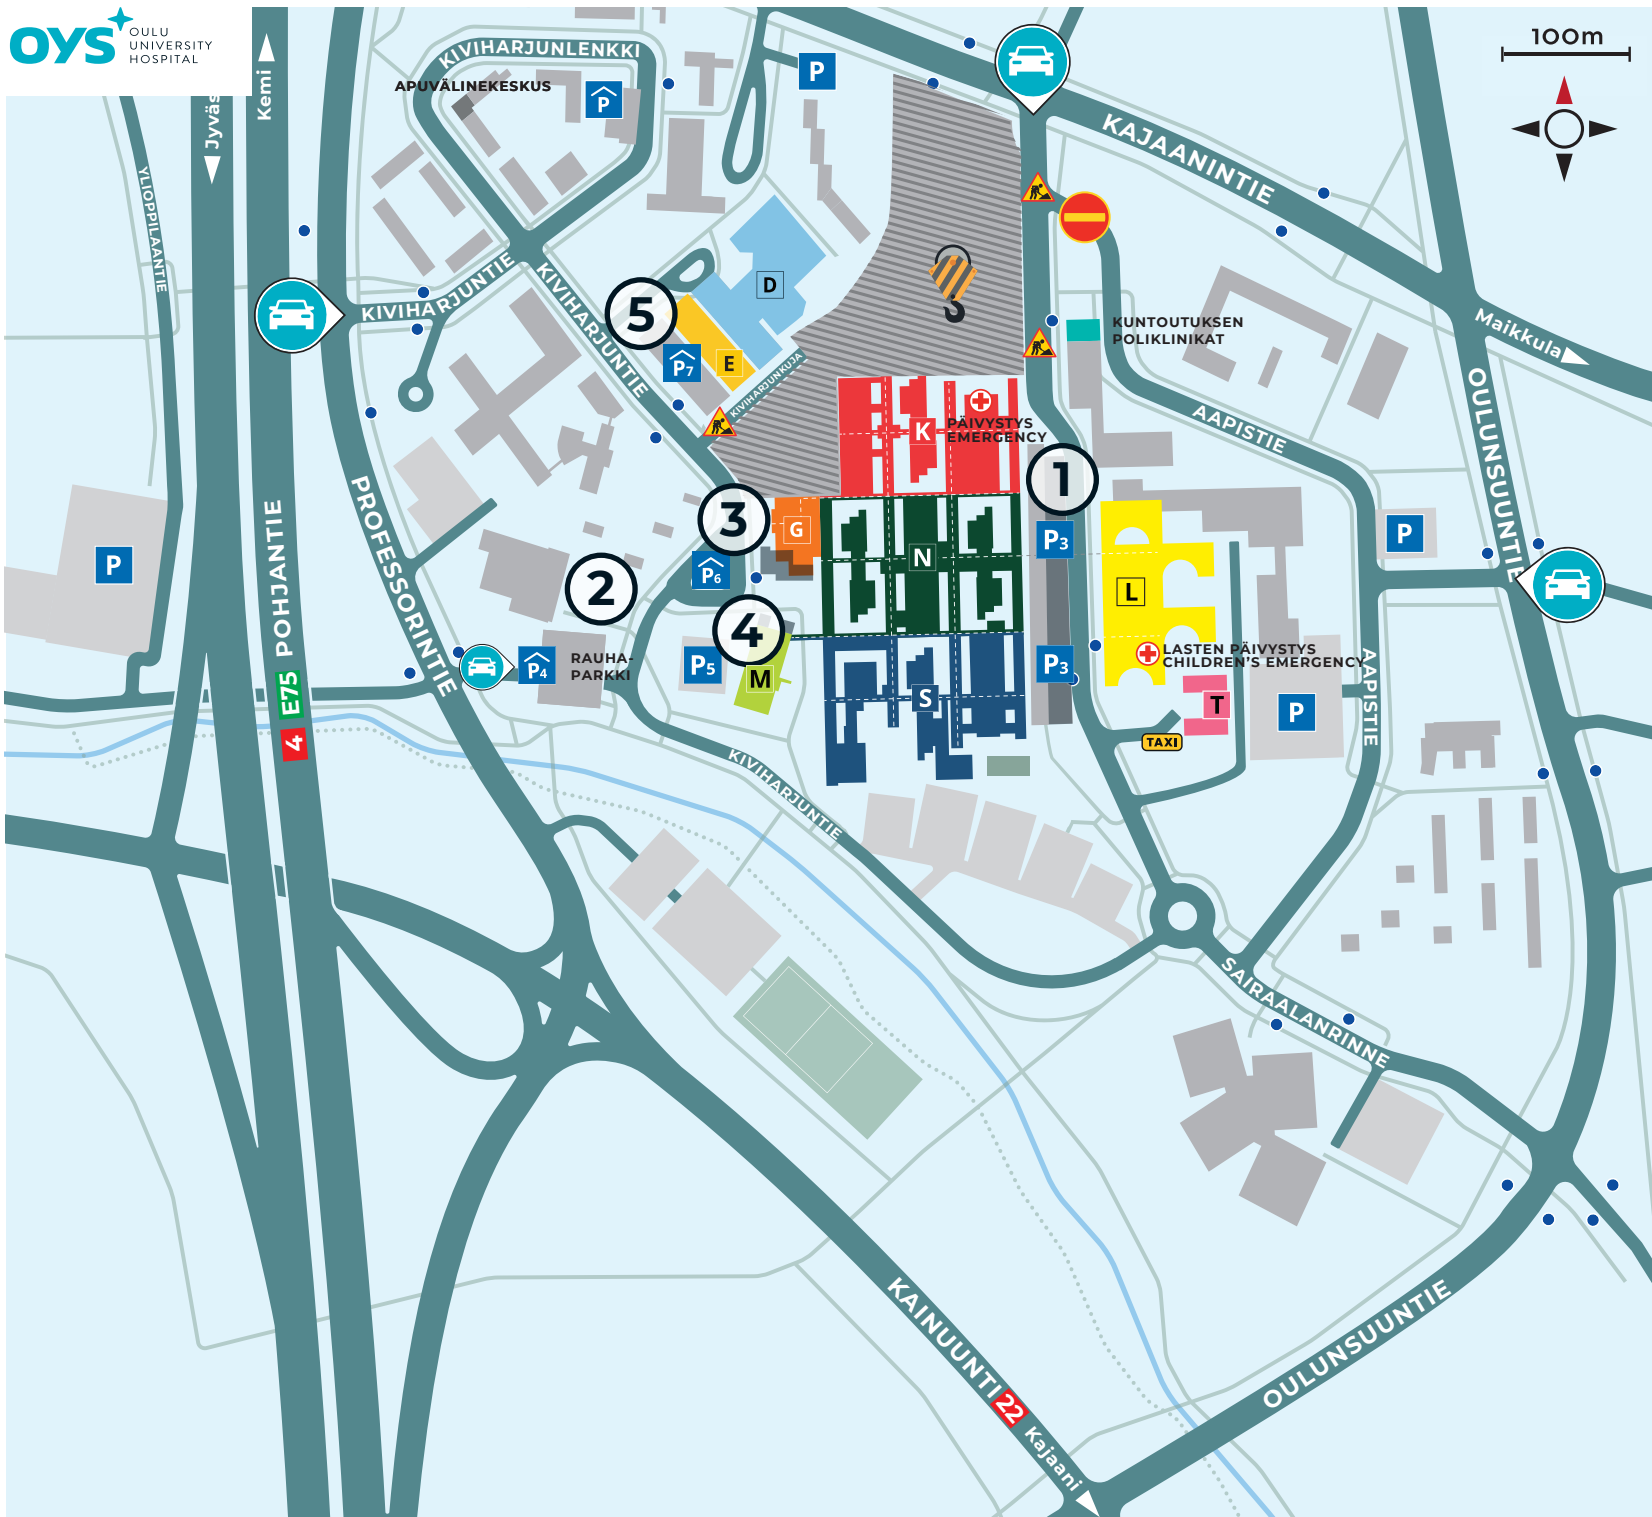 OYS
OULU
UNIVERSITY
HOSPITAL
Jyväs
Kemi
KIVIHARJUNLENKKI
APUVÄLINEKESKUS
P
P
100m
KAJAANINTIE
YLIOPPILAANTIE
KIVIHARJUNTIE
KIVIHARJUNTIE
5
D
P7
E
KIVIHARJUNKUJA
KUNTOUTUKSEN
POLIKLINIKAT
Maikkula
OULUNSUUNTIE
AAPISTIE
K
PÄIVYSTYS
EMERGENCY
1
PROFESSORINTIE
POHJANTIE
E75
4
P
3
G
N
P3
P
P6
2
L
4
RAUHA-
PARKKI
P4
P5
M
S
P3
LASTEN PÄIVYSTYS
CHILDREN'S EMERGENCY
T
P
TAXI
AAPISTIE
KIVIHARJUNTIE
SAIRAALANRINNE
KAINUUNTI
22
Kajaani
OULUNSUUNTIE